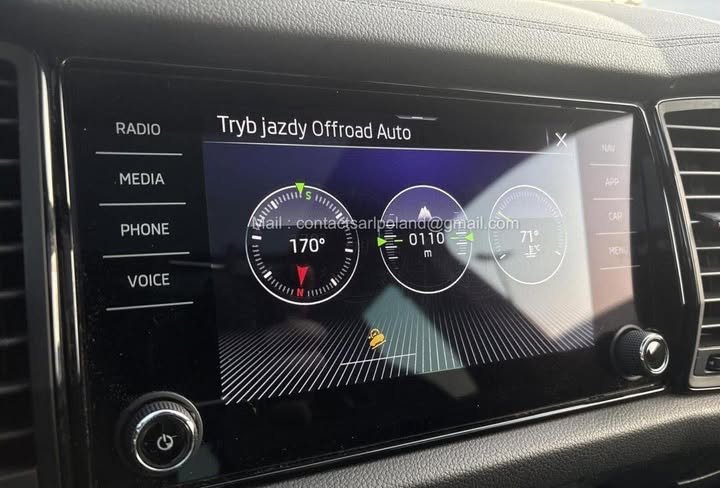 Tryb jazdy Offroad Auto
X
RADIO
MEDIA
PHONE
VOICE
NAV
APP
CAR
MENU
Mail : contactsarlpoland@gmail.com
S
170°
N
0110
m
71°
°C